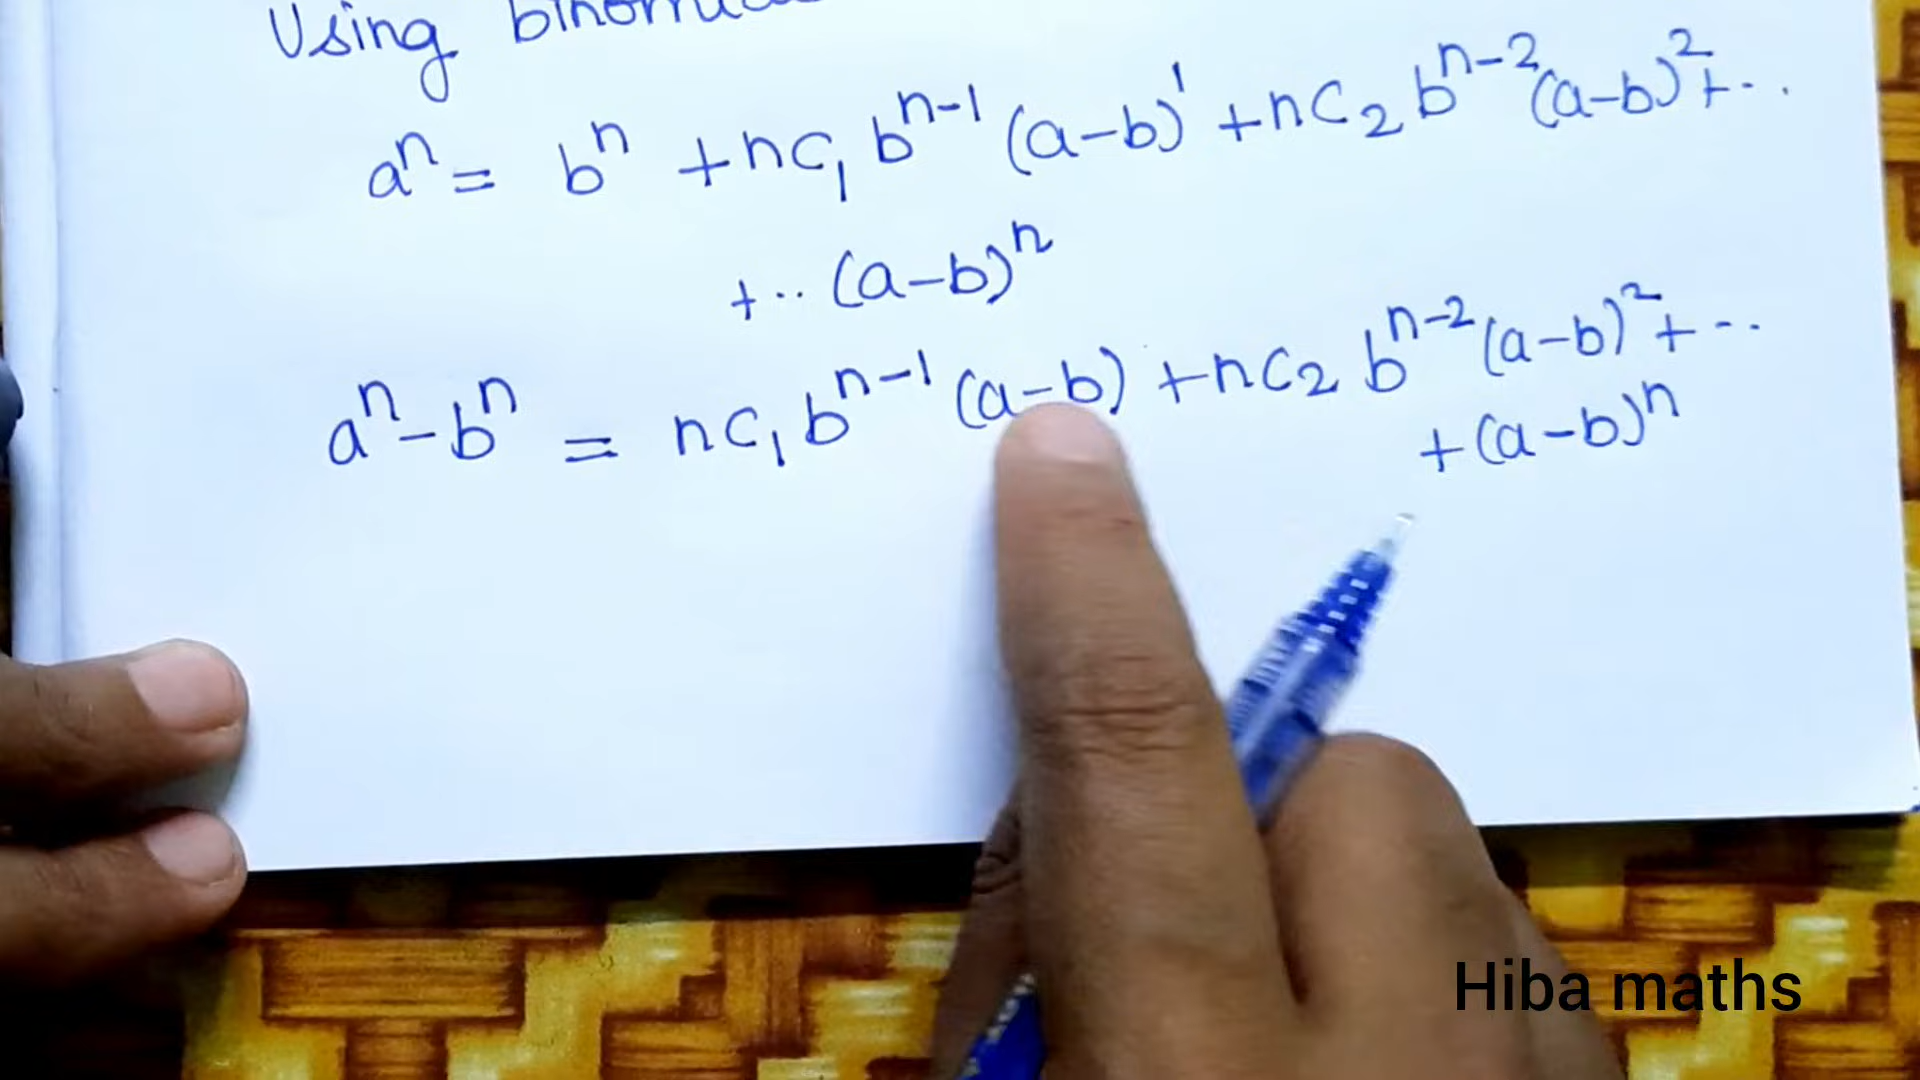 Using
aⁿ = bⁿ + nc₁ bⁿ⁻¹ (a-b)¹ + nc₂ bⁿ⁻² (a-b)² + ...
+ .. (a-b)ⁿ
aⁿ - bⁿ = nc₁ bⁿ⁻¹ (a-b) + nc₂ bⁿ⁻² (a-b)² + ...
+ (a-b)ⁿ
Hiba maths